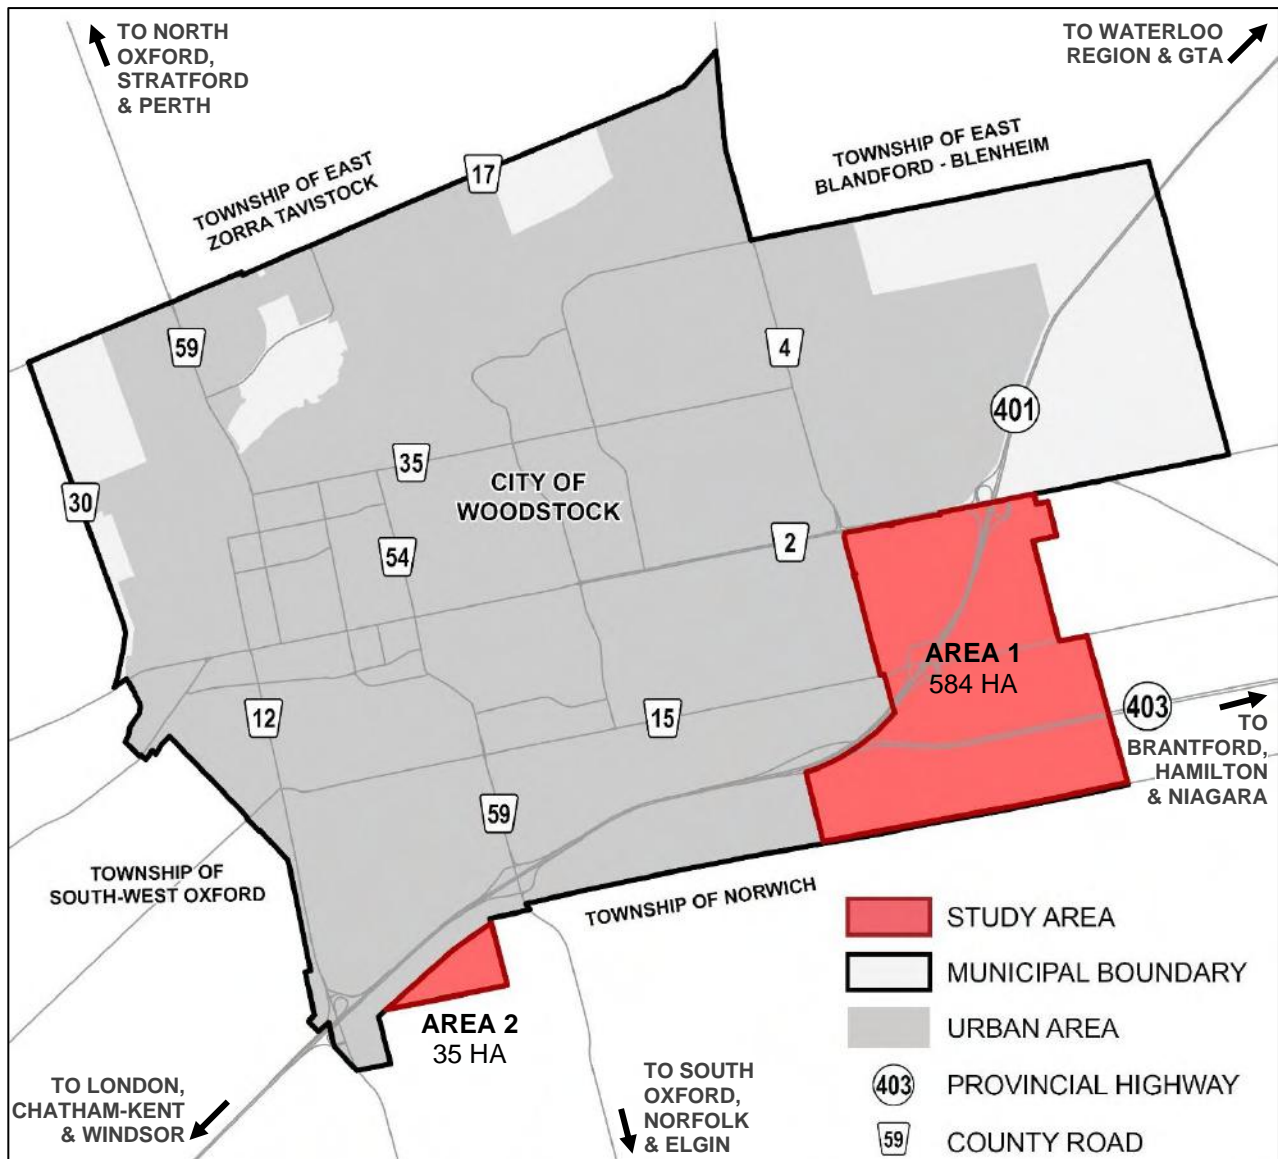 TO NORTH
OXFORD,
STRATFORD
& PERTH
TO WATERLOO
REGION & GTA
TOWNSHIP OF EAST
ZORRA TAVISTOCK
17
TOWNSHIP OF EAST
BLANDFORD - BLENHEIM
59
4
401
35
CITY OF
WOODSTOCK
30
54
2
AREA 1
584 HA
12
15
403
TO
BRANTFORD,
HAMILTON
& NIAGARA
59
TOWNSHIP OF
SOUTH-WEST OXFORD
TOWNSHIP OF NORWICH
AREA 2
35 HA
TO LONDON,
CHATHAM-KENT
& WINDSOR
TO SOUTH
OXFORD,
NORFOLK
& ELGIN
STUDY AREA
MUNICIPAL BOUNDARY
URBAN AREA
403 PROVINCIAL HIGHWAY
59 COUNTY ROAD